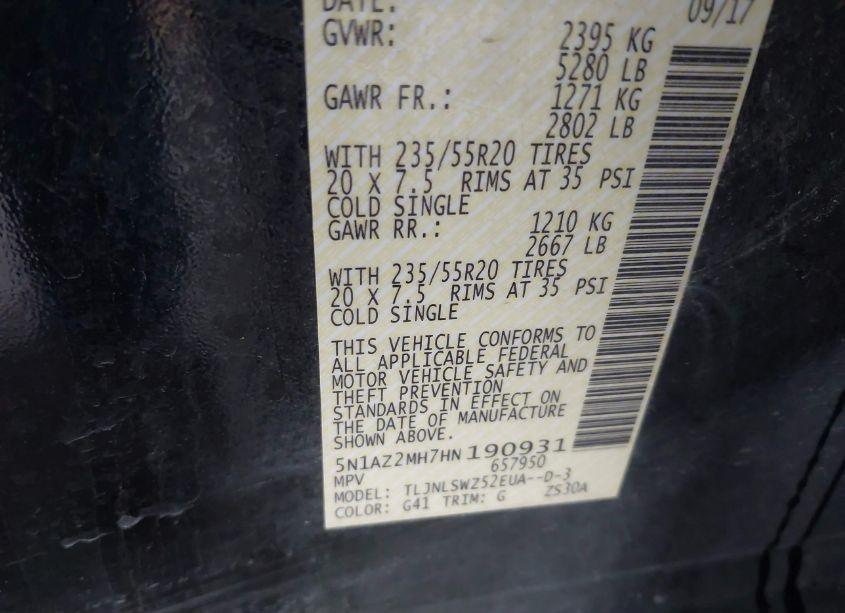 DATE: 09/17
GVWR: 2395 KG
5280 LB
GAWR FR.: 1271 KG
2802 LB
WITH 235/55R20 TIRES
20 X 7.5 RIMS AT 35 PSI
COLD SINGLE
GAWR RR.: 1210 KG
2667 LB
WITH 235/55R20 TIRES
20 X 7.5 RIMS AT 35 PSI
COLD SINGLE
THIS VEHICLE CONFORMS TO
ALL APPLICABLE FEDERAL
MOTOR VEHICLE SAFETY AND
THEFT PREVENTION
STANDARDS IN EFFECT ON
THE DATE OF MANUFACTURE
SHOWN ABOVE.
5N1AZ2MH7HN190931
MPV 657950
MODEL: TLJNLSWZ52EUA--D-3
COLOR: G41 TRIM: G ZS30A